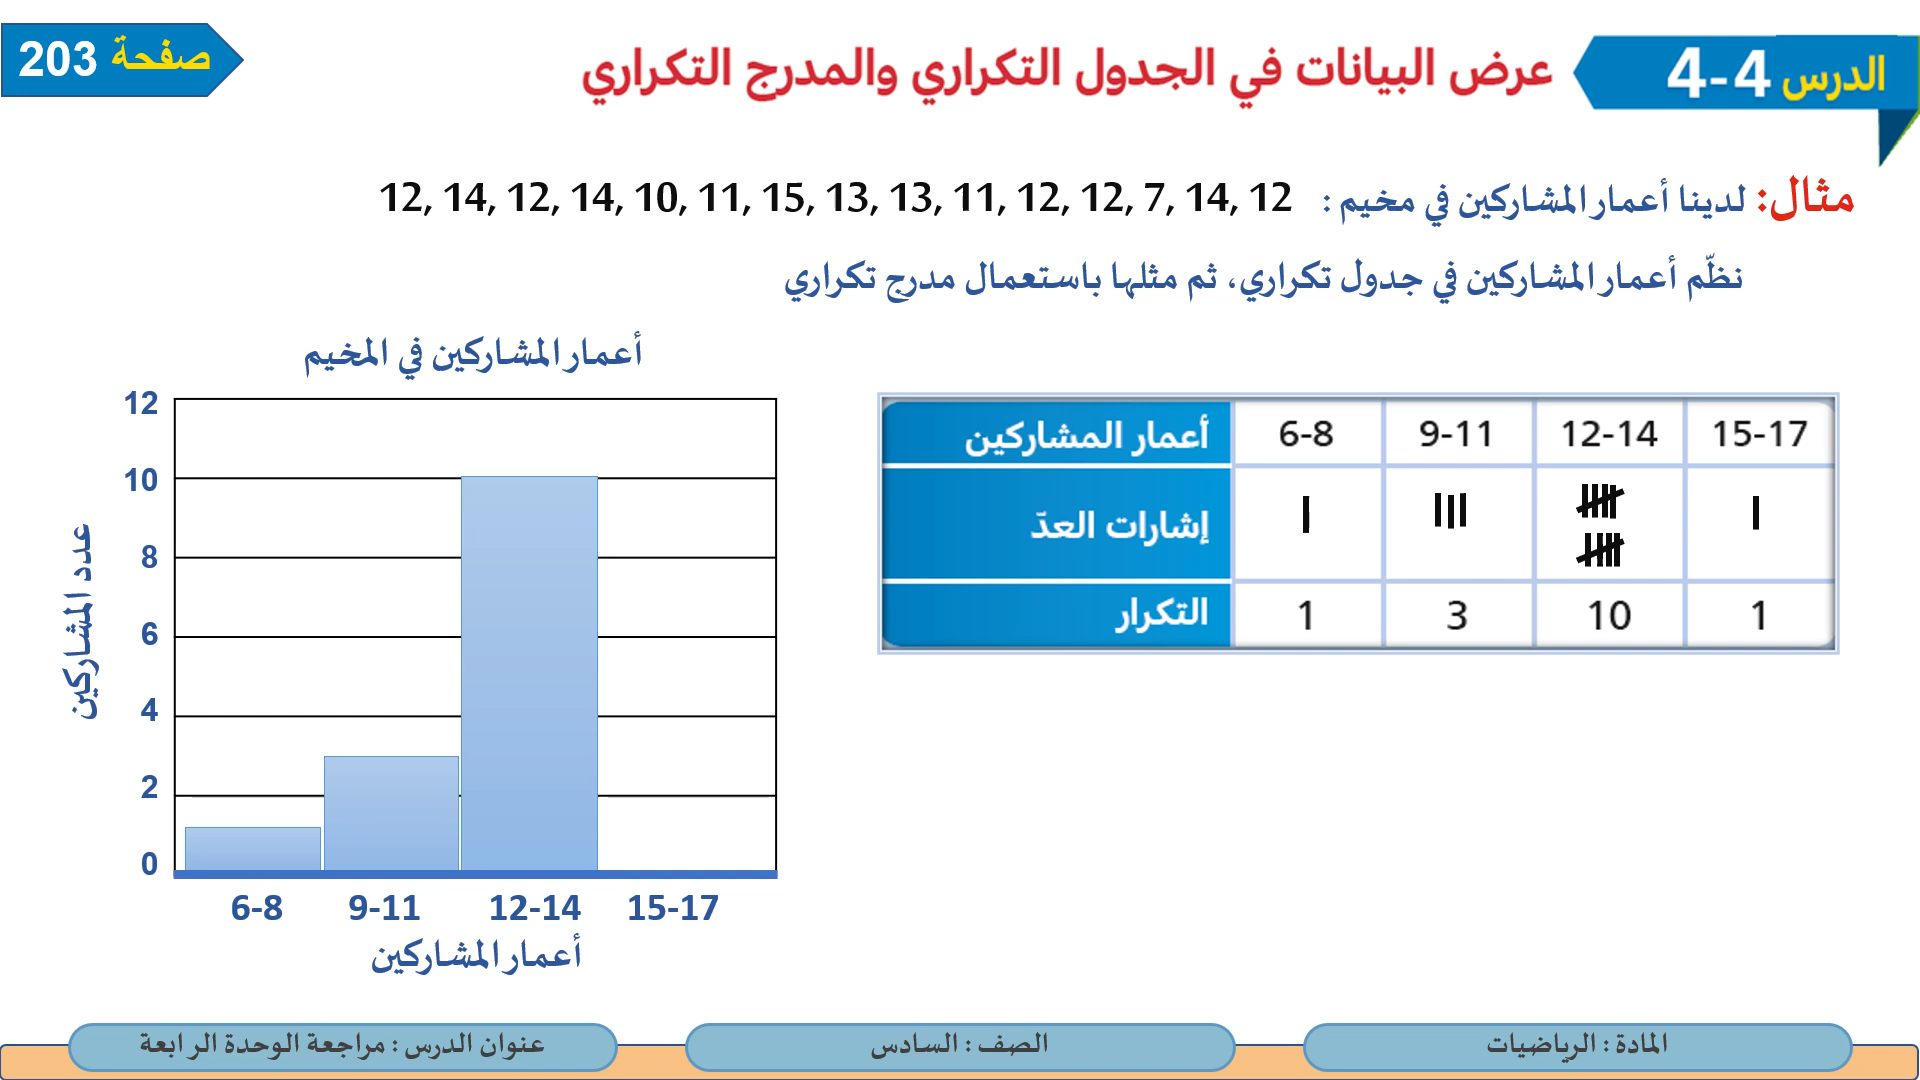 الدرس 4-4
عرض البيانات في الجدول التكراري والمدرج التكراري
صفحة 203
مثال: لدينا أعمار المشاركين في مخيم : 12, 14, 12, 14, 10, 11, 15, 13, 13, 11, 12, 12, 7, 14, 12
نظّم أعمار المشاركين في جدول تكراري، ثم مثلها باستعمال مدرج تكراري
أعمار المشاركين 6-8 9-11 12-14 15-17
إشارات العدّ
التكرار 1 3 10 1
أعمار المشاركين في المخيم
عدد المشاركين
12
10
8
6
4
2
0
6-8 9-11 12-14 15-17
أعمار المشاركين
المادة : الرياضيات
الصف : السادس
عنوان الدرس : مراجعة الوحدة الرابعة